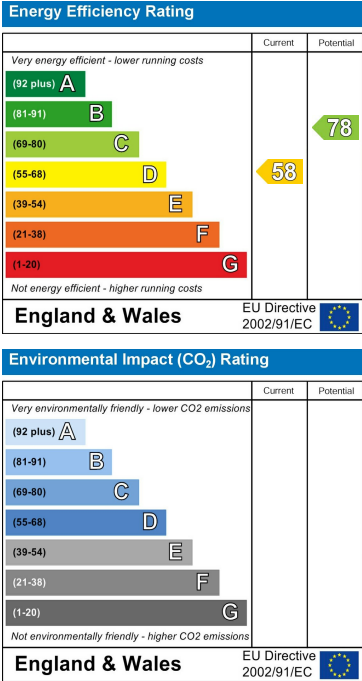 Energy Efficiency Rating
Current Potential
Very energy efficient - lower running costs
(92 plus) A
(81-91) B
(69-80) C
(55-68) D
(39-54) E
(21-38) F
(1-20) G
78
58
Not energy efficient - higher running costs
England & Wales
EU Directive
2002/91/EC
Environmental Impact (CO₂) Rating
Current Potential
Very environmentally friendly - lower CO2 emissions
(92 plus) A
(81-91) B
(69-80) C
(55-68) D
(39-54) E
(21-38) F
(1-20) G
Not environmentally friendly - higher CO2 emissions
England & Wales
EU Directive
2002/91/EC